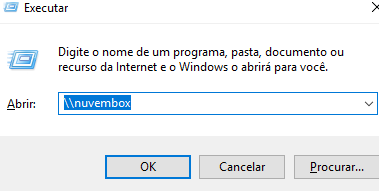 Executar
Digite o nome de um programa, pasta, documento ou
recurso da Internet e o Windows o abrirá para você.
Abrir: \\nuvembox
OK Cancelar Procurar...